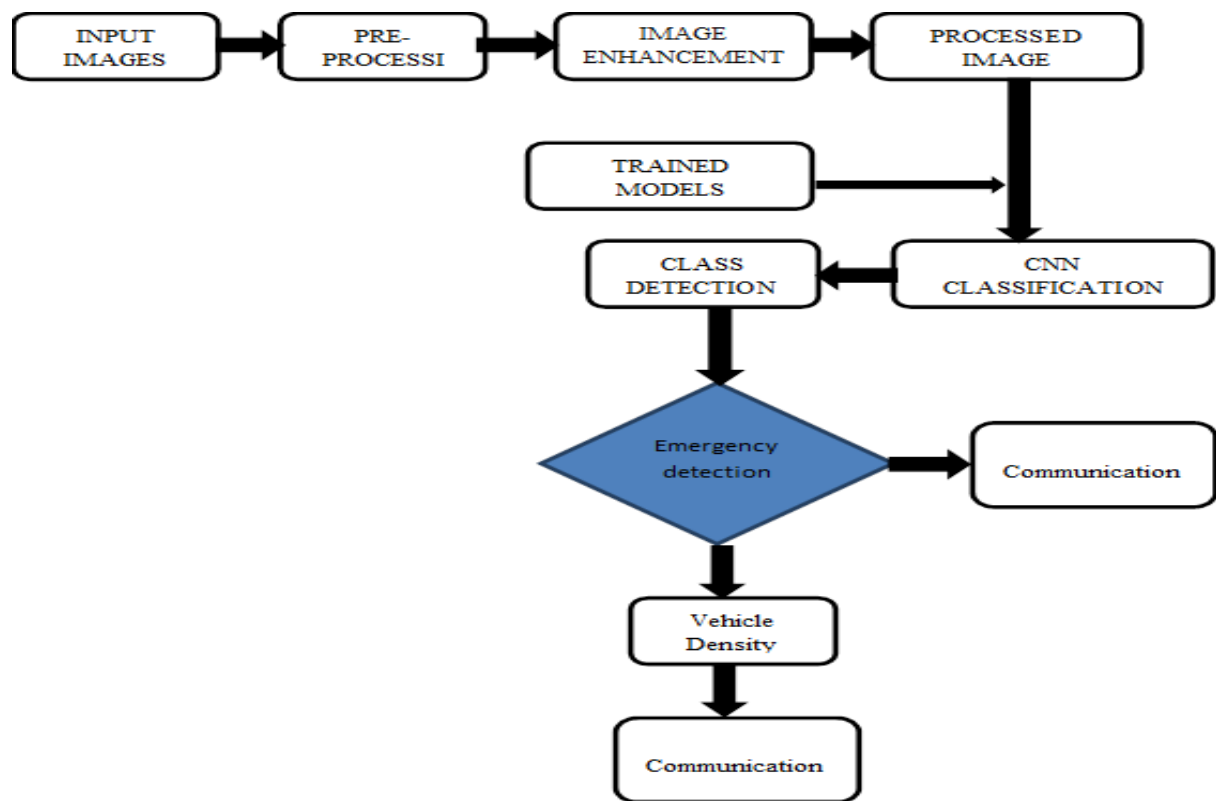 INPUT
IMAGES
PRE-
PROCESSI
IMAGE
ENHANCEMENT
PROCESSED
IMAGE
TRAINED
MODELS
CLASS
DETECTION
CNN
CLASSIFICATION
Emergency
detection
Communication
Vehicle
Density
Communication